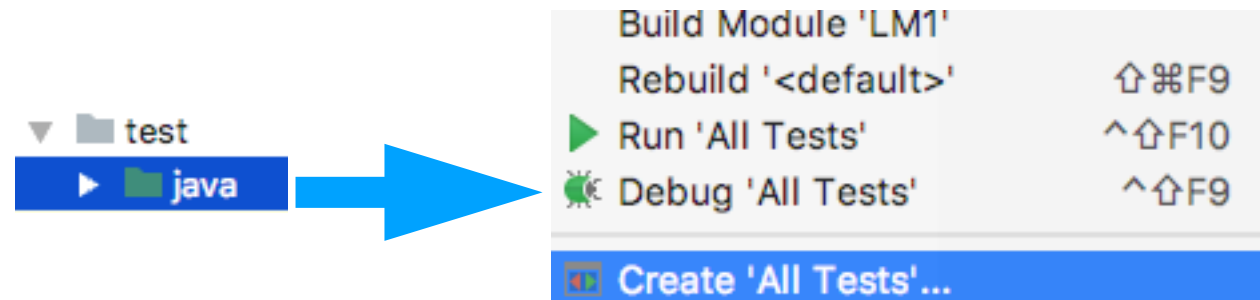 test
java
Build Module 'LM1'
Rebuild '<default>' ⇧⌘F9
Run 'All Tests' ^⇧F10
Debug 'All Tests' ^⇧F9
Create 'All Tests'...